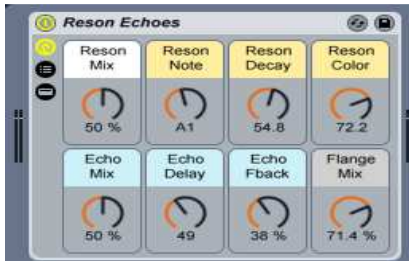 Reson Echoes
Reson Mix
Reson Note
Reson Decay
Reson Color
50 %
A1
54.8
72.2
Echo Mix
Echo Delay
Echo Fback
Flange Mix
50 %
49
38 %
71.4 %